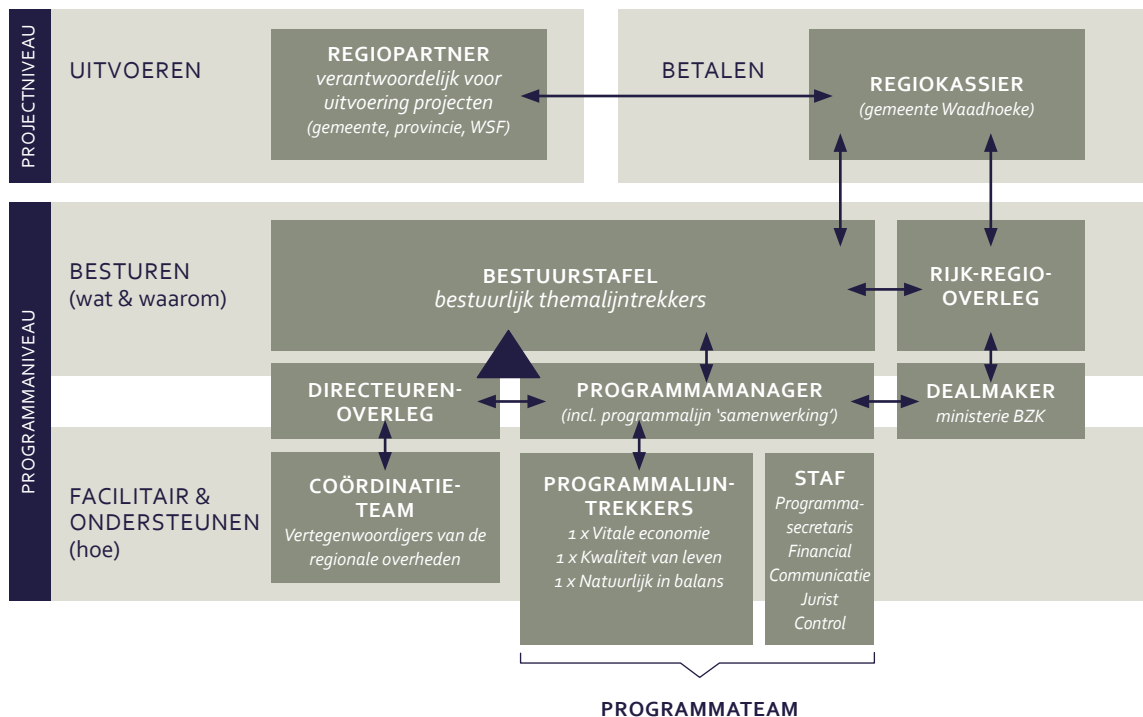 PROJECTNIVEAU
UITVOEREN
REGIOPARTNER
verantwoordelijk voor
uitvoering projecten
(gemeente, provincie, WSF)
BETALEN
REGIOKASSIER
(gemeente Waadhoeke)
PROGRAMMANIVEAU
BESTUREN
(wat & waarom)
BESTUURSTAFEL
bestuurlijk themalijntrekkers
RIJK-REGIO-
OVERLEG
DIRECTEUREN-
OVERLEG
PROGRAMMAMANAGER
(incl. programmalijn ‘samenwerking’)
DEALMAKER
ministerie BZK
FACILITAIR &
ONDERSTEUNEN
(hoe)
COÖRDINATIE-
TEAM
Vertegenwoordigers van de
regionale overheden
PROGRAMMALIJN-
TREKKERS
1 x Vitale economie
1 x Kwaliteit van leven
1 x Natuurlijk in balans
STAF
Programma-
secretaris
Financial
Communicatie
Jurist
Control
PROGRAMMATEAM